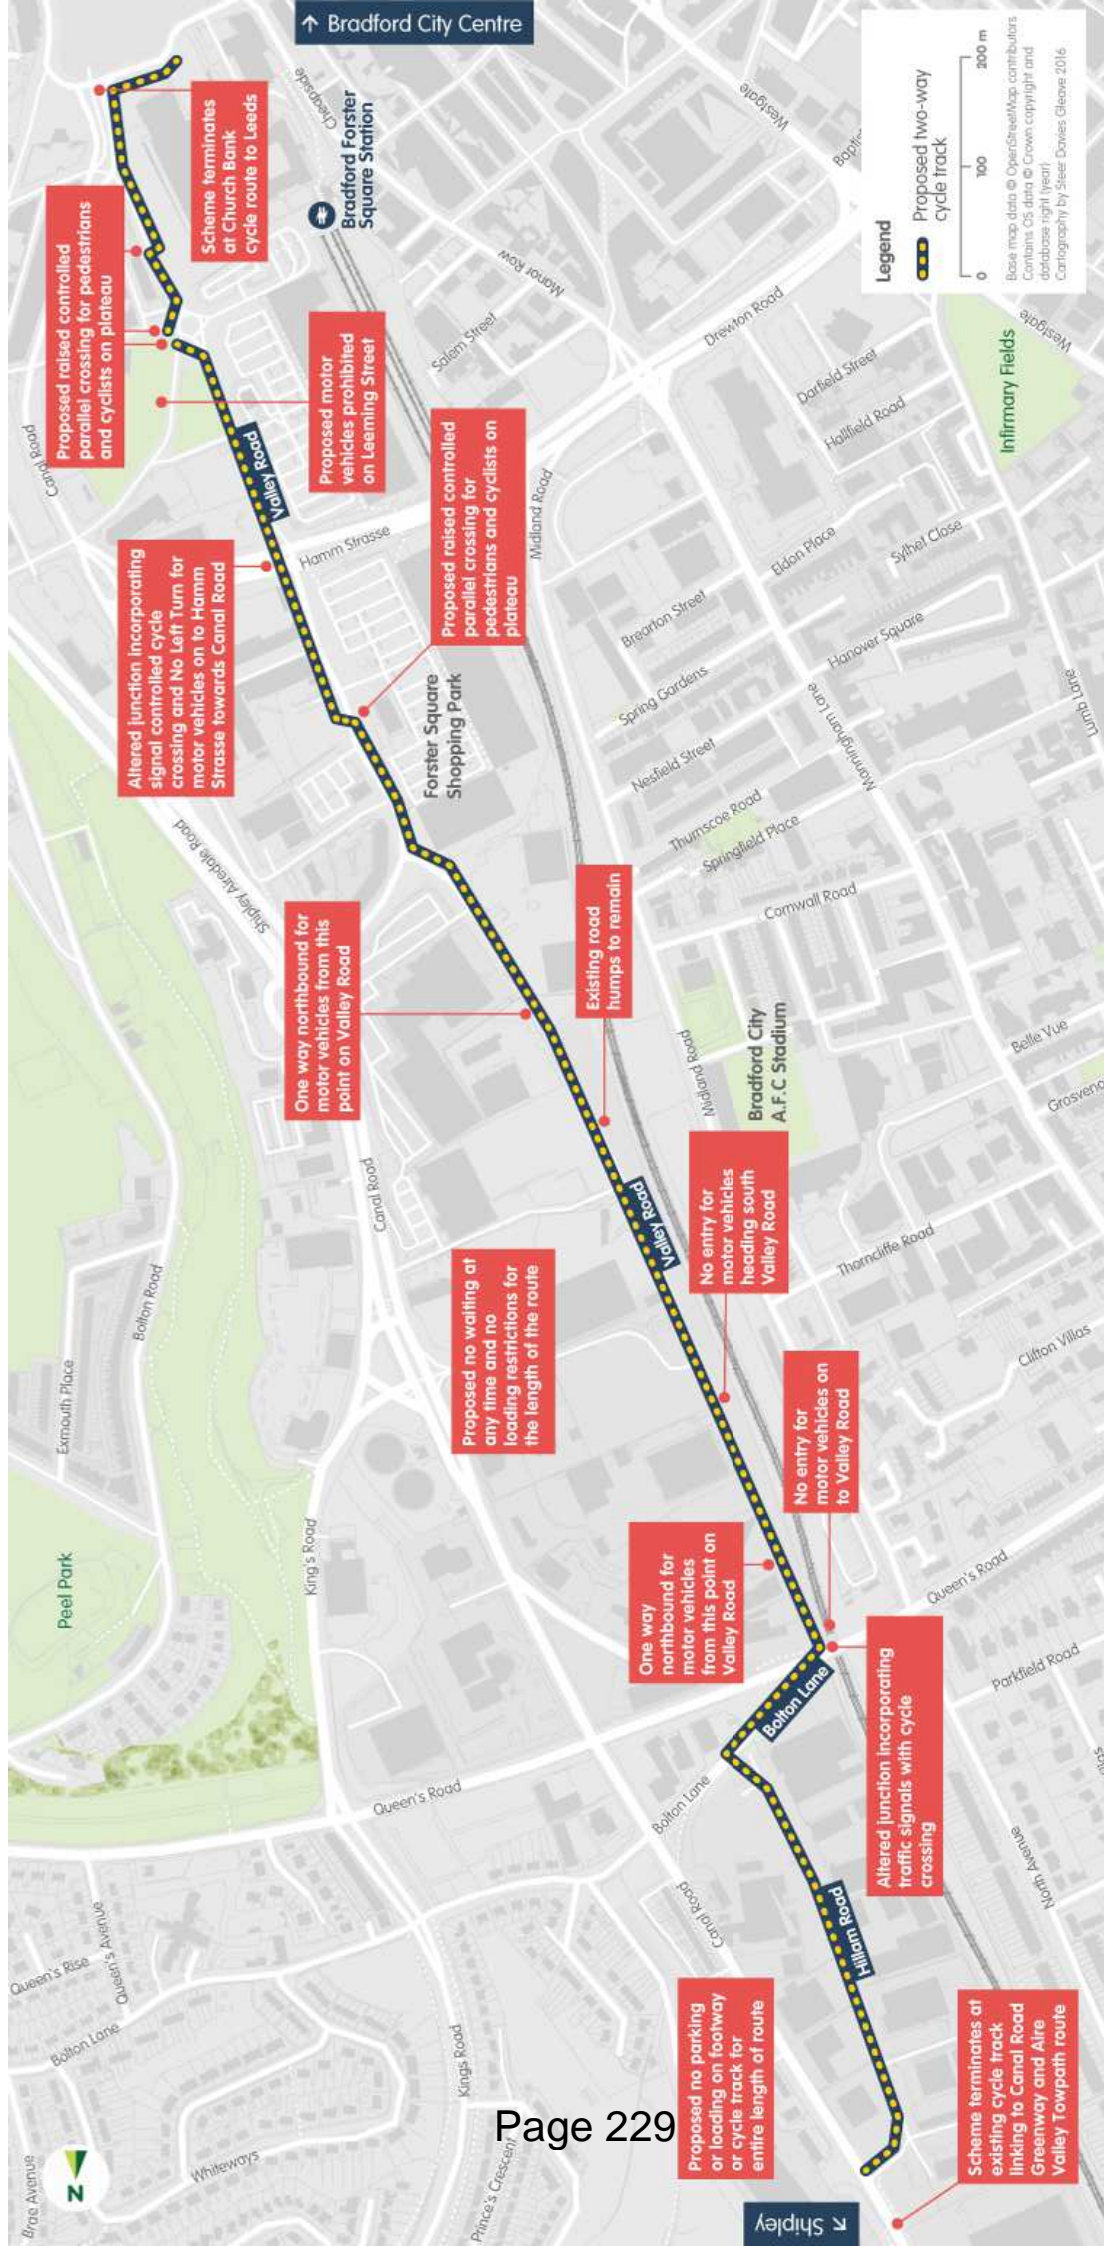 ↑ Bradford City Centre
Legend
Proposed two-way
cycle track
0
100
200 m
Base map data © OpenStreetMap contributors
Contains OS data © Crown copyright and
database right (year)
Cartography by Steer Davies Gleave 2016
Scheme terminates
at Church Bank
cycle route to Leeds
Proposed raised controlled
parallel crossing for pedestrians
and cyclists on plateau
Proposed motor
vehicles prohibited
on Leeming Street
Altered junction incorporating
signal controlled cycle
crossing and No Left Turn for
motor vehicles on to Hamm
Strasse towards Canal Road
Proposed raised controlled
parallel crossing for
pedestrians and cyclists on
plateau
One way northbound for
motor vehicles from this
point on Valley Road
Existing road
humps to remain
Proposed no waiting at
any time and no
loading restrictions for
the length of the route
No entry for
motor vehicles
heading south
Valley Road
No entry for
motor vehicles on
to Valley Road
One way
northbound for
motor vehicles
from this point on
Valley Road
Altered junction incorporating
traffic signals with cycle
crossing
Proposed no parking
or loading on footway
or cycle track for
entire length of route
Scheme terminates at
existing cycle track
linking to Canal Road
Greenway and Aire
Valley Towpath route
Bradford Forster
Square Station
Forster Square
Shopping Park
Bradford City
A.F.C Stadium
Infirmary Fields
Peel Park
Cheapside
Westgate
Manor Row
Salem Street
Drewton Road
Darfield Street
Hallfield Road
Westgate
Canal Road
Valley Road
Hamm Strasse
Midland Road
Eldon Place
Sylhet Close
Brearton Street
Hanover Square
Spring Gardens
Manningham Lane
Lumb Lane
Nesfield Street
Thurnscoe Road
Springfield Place
Cornwall Road
Shipley Airedale Road
Midland Road
Belle Vue
Canal Road
Valley Road
Thorncliffe Road
Clifton Villas
Bolton Road
Exmouth Place
King's Road
Queen's Road
Parkfield Road
Bolton Lane
Bolton Lane
Queen's Road
North Avenue
Canal Road
Hillam Road
Queen's Rise
Queen's Avenue
Bolton Lane
Kings Road
Whiteways
Prince's Crescent
Brae Avenue
N
Shipley
Page 229